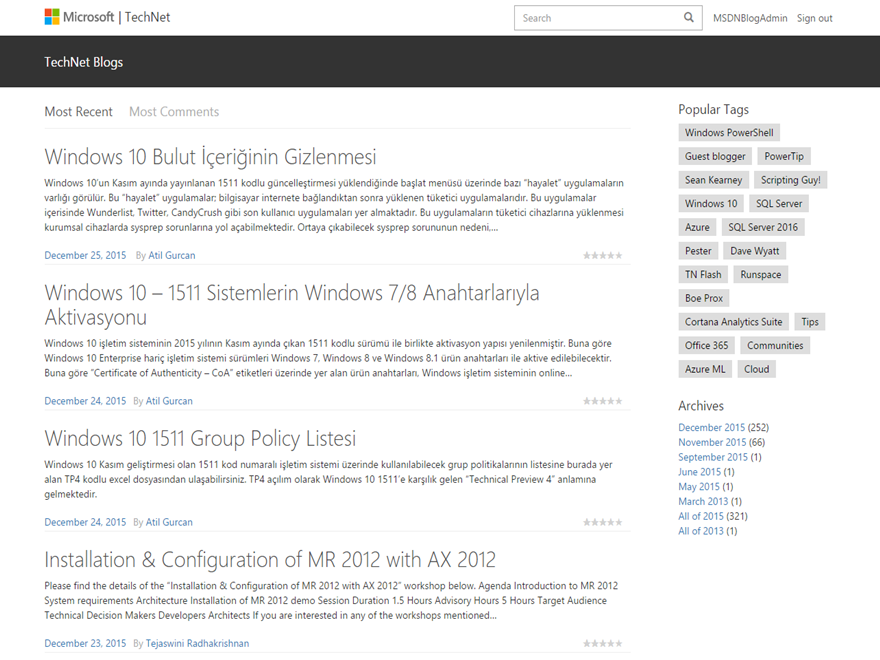 Microsoft | TechNet
Search
MSDNBlogAdmin Sign out
TechNet Blogs
Most Recent Most Comments
Windows 10 Bulut İçeriğinin Gizlenmesi
Windows 10'un Kasım ayında yayınlanan 1511 kodlu güncelleştirmesi yüklendiğinde başlat menüsü üzerinde bazı "hayalet" uygulamaların
varlığı görülür. Bu "hayalet" uygulamalar; bilgisayar internete bağlandıktan sonra yüklenen tüketici uygulamalarıdır. Bu uygulamalar
içerisinde Wunderlist, Twitter, CandyCrush gibi son kullanıcı uygulamaları yer almaktadır. Bu uygulamaların tüketici cihazlarına yüklenmesi
kurumsal cihazlarda sysprep sorunlarına yol açabilmektedir. Ortaya çıkabilecek sysprep sorununun nedeni,...
December 25, 2015 By Atil Gurcan
Windows 10 – 1511 Sistemlerin Windows 7/8 Anahtarlarıyla
Aktivasyonu
Windows 10 işletim sisteminin 2015 yılının Kasım ayında çıkan 1511 kodlu sürümü ile birlikte aktivasyon yapısı yenilenmiştir. Buna göre
Windows 10 Enterprise hariç işletim sistemi sürümleri Windows 7, Windows 8 ve Windows 8.1 ürün anahtarları ile aktive edilebilecektir.
Buna göre "Certificate of Authenticity – CoA" etiketleri üzerinde yer alan ürün anahtarları, Windows işletim sisteminin online...
December 24, 2015 By Atil Gurcan
Windows 10 1511 Group Policy Listesi
Windows 10 Kasım geliştirmesi olan 1511 kod numaralı işletim sistemi üzerinde kullanılabilecek grup politikalarının listesine burada yer
alan TP4 kodlu excel dosyasından ulaşabilirsiniz. TP4 açılım olarak Windows 10 1511'e karşılık gelen "Technical Preview 4" anlamına
gelmektedir.
December 24, 2015 By Atil Gurcan
Installation & Configuration of MR 2012 with AX 2012
Please find the details of the "Installation & Configuration of MR 2012 with AX 2012" workshop below. Agenda Introduction to MR 2012
System requirements Architecture Installation of MR 2012 demo Session Duration 1.5 Hours Advisory Hours 5 Hours Target Audience
Technical Decision Makers Developers Architects If you are interested in any of the workshops mentioned...
December 23, 2015 By Tejaswini Radhakrishnan
Popular Tags
Windows PowerShell
Guest blogger PowerTip
Sean Kearney Scripting Guy!
Windows 10 SQL Server
Azure SQL Server 2016
Pester Dave Wyatt
TN Flash Runspace
Boe Prox
Cortana Analytics Suite Tips
Office 365 Communities
Azure ML Cloud
Archives
December 2015 (252)
November 2015 (66)
September 2015 (1)
June 2015 (1)
May 2015 (1)
March 2013 (1)
All of 2015 (321)
All of 2013 (1)